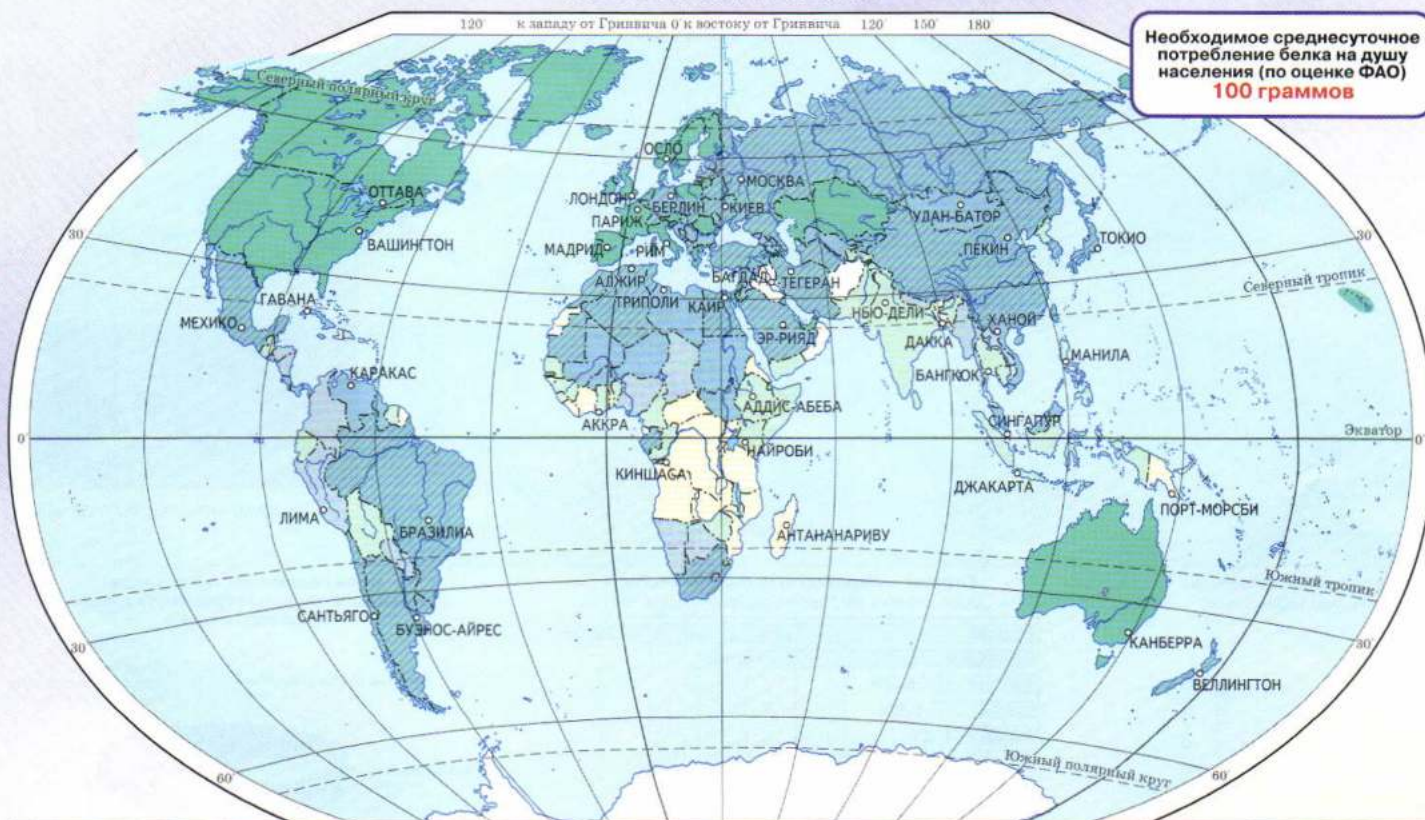 120° к западу от Гринвича 0° к востоку от Гринвича 120° 150° 180°
Необходимое среднесуточное
потребление белка на душу
населения (по оценке ФАО)
100 граммов
Северный полярный круг
ОСЛО
МОСКВА
ОТТАВА
ЛОНДОН
БЕРЛИН
КИЕВ
УЛАН-БАТОР
ПАРИЖ
30°
ВАШИНГТОН
МАДРИД
РИМ
ПЕКИН
ТОКИО
30°
АЛЖИР
БАГДАД
ТЕГЕРАН
Северный тропик
ГАВАНА
ТРИПОЛИ
КАИР
НЬЮ-ДЕЛИ
МЕХИКО
ЭР-РИЯД
ДАККА
ХАНОЙ
МАНИЛА
КАРАКАС
БАНГКОК
АДДИС-АБЕБА
АККРА
СИНГАПУР
0°
Экватор
0°
НАЙРОБИ
КИНШАСА
ДЖАКАРТА
ПОРТ-МОРСБИ
ЛИМА
БРАЗИЛИА
АНТАНАНАРИВУ
Южный тропик
САНТЬЯГО
БУЭНОС-АЙРЕС
30°
КАНБЕРРА
30°
ВЕЛЛИНГТОН
60°
Южный полярный круг
60°